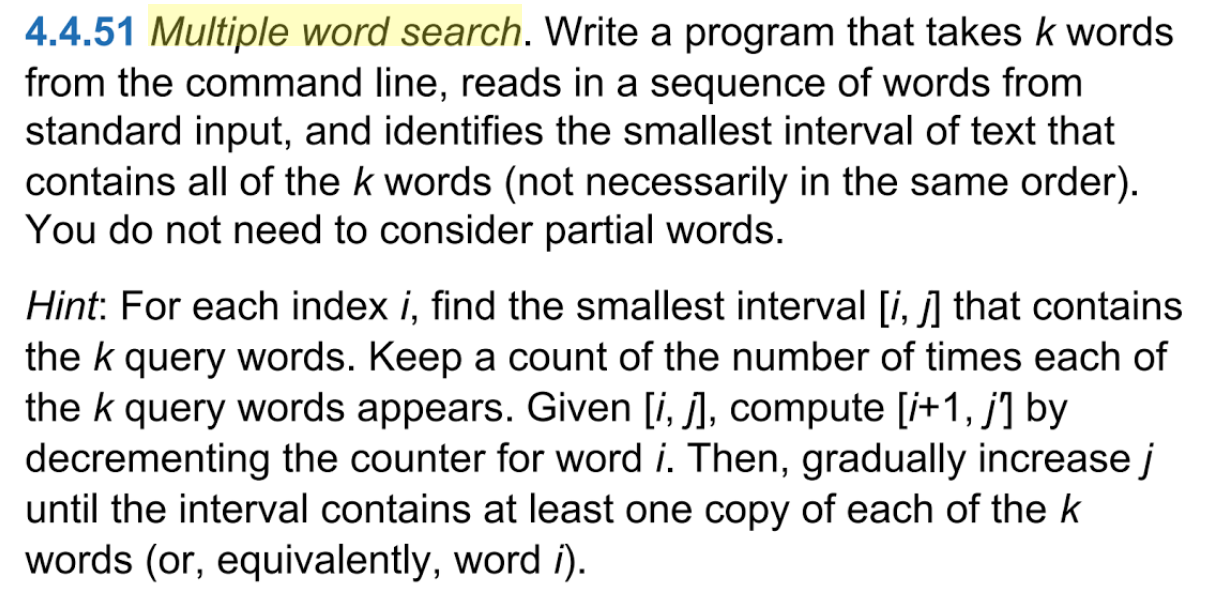 4.4.51 Multiple word search. Write a program that takes k words
from the command line, reads in a sequence of words from
standard input, and identifies the smallest interval of text that
contains all of the k words (not necessarily in the same order).
You do not need to consider partial words.
Hint: For each index i, find the smallest interval [i, j] that contains
the k query words. Keep a count of the number of times each of
the k query words appears. Given [i, j], compute [i+1, j'] by
decrementing the counter for word i. Then, gradually increase j
until the interval contains at least one copy of each of the k
words (or, equivalently, word i).